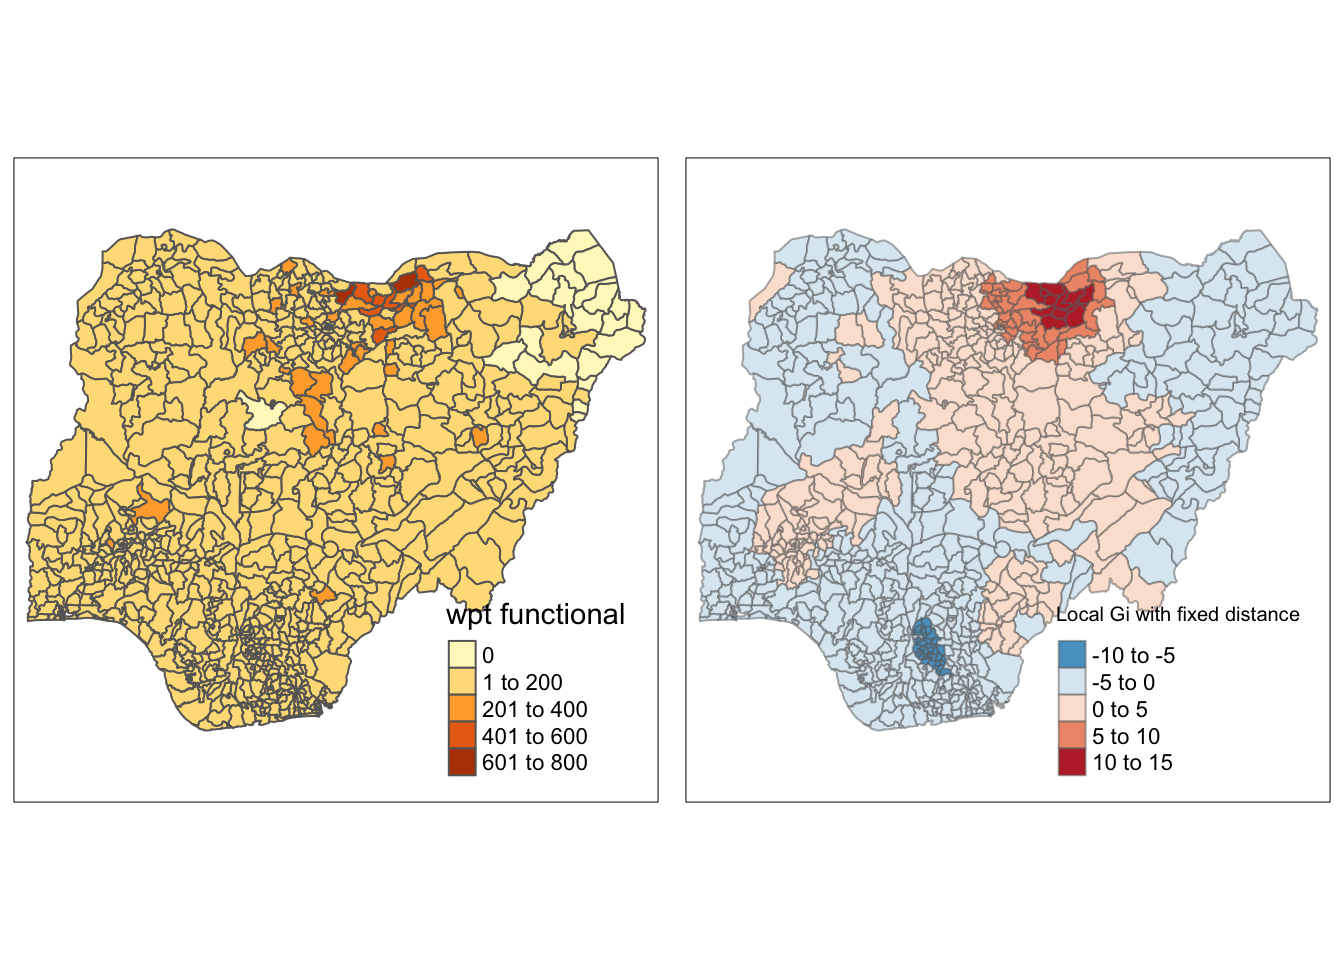 wpt functional
0
1 to 200
201 to 400
401 to 600
601 to 800
Local Gi with fixed distance
-10 to -5
-5 to 0
0 to 5
5 to 10
10 to 15